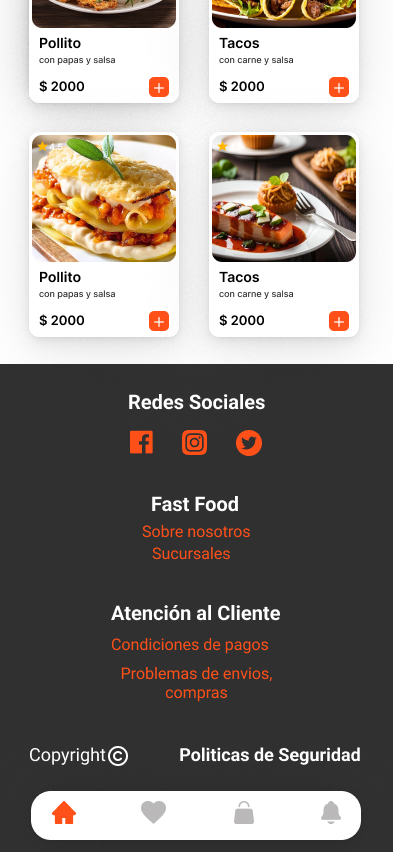 Pollito
con papas y salsa
$ 2000
Tacos
con carne y salsa
$ 2000
4.5
Pollito
con papas y salsa
$ 2000
Tacos
con carne y salsa
$ 2000
Redes Sociales
Fast Food
Sobre nosotros
Sucursales
Atención al Cliente
Condiciones de pagos
Problemas de envios,
compras
Copyright©
Politicas de Seguridad